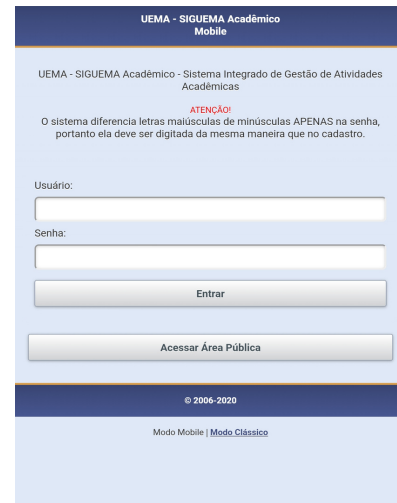 UEMA - SIGUEMA Acadêmico
Mobile
UEMA - SIGUEMA Acadêmico - Sistema Integrado de Gestão de Atividades
Acadêmicas
ATENÇÃO!
O sistema diferencia letras maiúsculas de minúsculas APENAS na senha,
portanto ela deve ser digitada da mesma maneira que no cadastro.
Usuário:
Senha:
Entrar
Acessar Área Pública
© 2006-2020
Modo Mobile | Modo Clássico